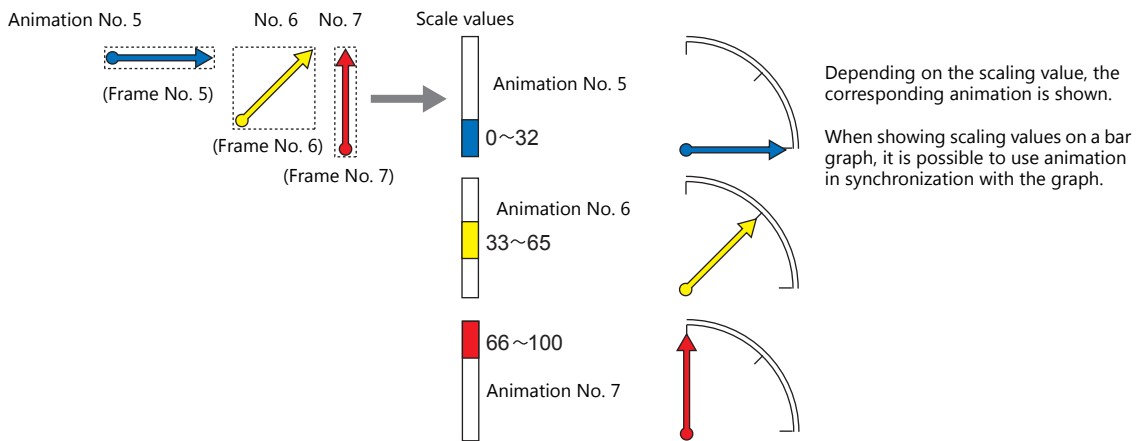 Animation No. 5
No. 6
No. 7
Scale values
(Frame No. 5)
(Frame No. 6)
(Frame No. 7)
Animation No. 5
0～32
Animation No. 6
33～65
66～100
Animation No. 7
Depending on the scaling value, the
corresponding animation is shown.
When showing scaling values on a bar
graph, it is possible to use animation
in synchronization with the graph.